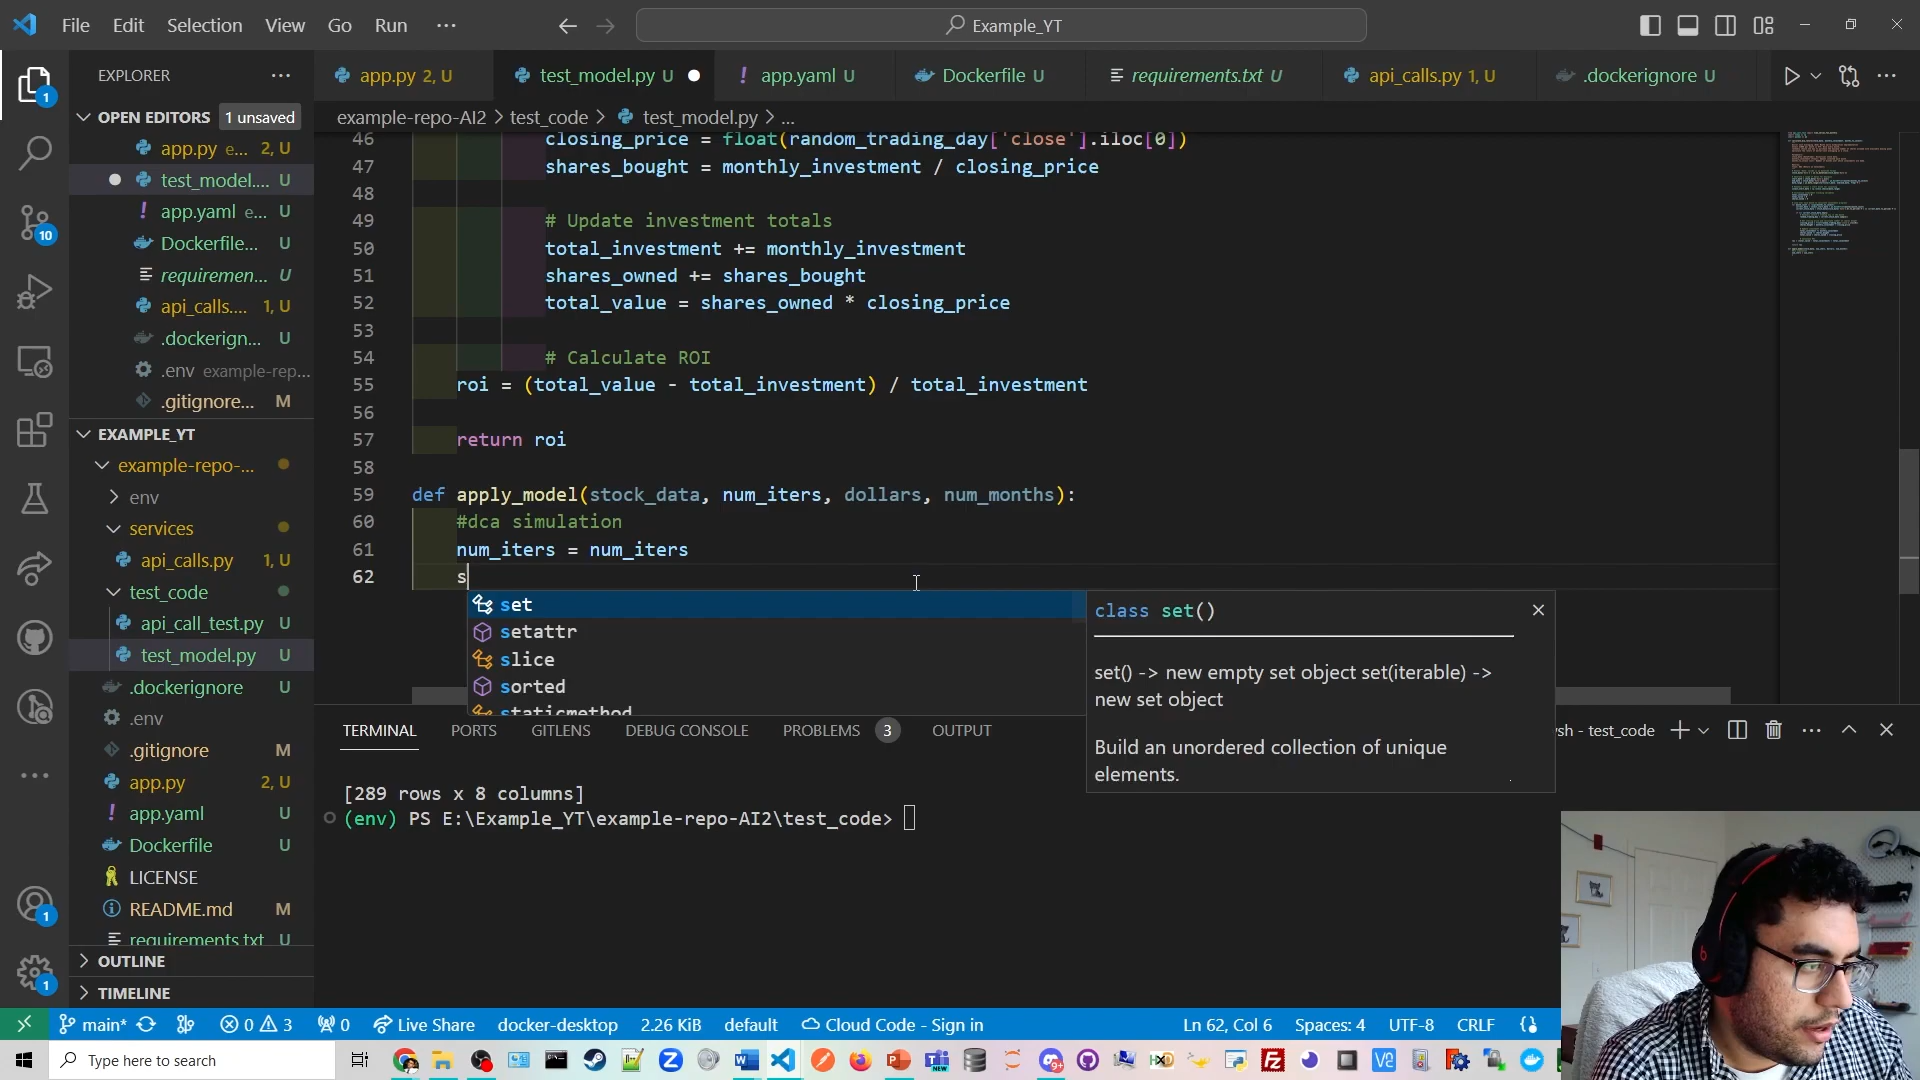 File Edit Selection View Go Run ···
Example_YT
EXPLORER ···
app.py 2, U
test_model.py U
! app.yaml U
Dockerfile U
requirements.txt U
api_calls.py 1, U
.dockerignore U
OPEN EDITORS 1 unsaved
example-repo-AI2 > test_code > test_model.py > ...
app.py e... 2, U
test_model.... U
! app.yaml e... U
Dockerfile... U
requiremen... U
api_calls.... 1, U
.dockerign... U
.env example-rep...
.gitignore... M
EXAMPLE_YT
example-repo-...
env
services
api_calls.py 1, U
test_code
api_call_test.py U
test_model.py U
.dockerignore U
.env
.gitignore M
app.py 2, U
! app.yaml U
Dockerfile U
LICENSE
README.md M
requirements.txt U
OUTLINE
TIMELINE
1
10
1
1
46 closing_price = float(random_trading_day['close'].iloc[0])
47 shares_bought = monthly_investment / closing_price
48
49 # Update investment totals
50 total_investment += monthly_investment
51 shares_owned += shares_bought
52 total_value = shares_owned * closing_price
53
54 # Calculate ROI
55 roi = (total_value - total_investment) / total_investment
56
57 return roi
58
59 def apply_model(stock_data, num_iters, dollars, num_months):
60 #dca simulation
61 num_iters = num_iters
62 s
set
setattr
slice
sorted
staticmethod
class set()
set() -> new empty set object set(iterable) ->
new set object
Build an unordered collection of unique
elements.
TERMINAL PORTS GITLENS DEBUG CONSOLE PROBLEMS 3 OUTPUT
sh - test_code
[289 rows x 8 columns]
(env) PS E:\Example_YT\example-repo-AI2\test_code>
main* 0 3 0 Live Share docker-desktop 2.26 KiB default Cloud Code - Sign in
Ln 62, Col 6 Spaces: 4 UTF-8 CRLF
Type here to search